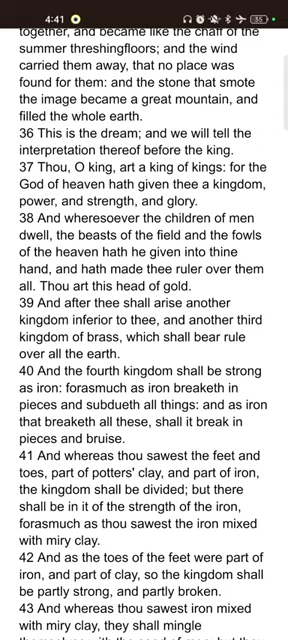 4:41
35
together, and became like the chaff of the
summer threshingfloors; and the wind
carried them away, that no place was
found for them: and the stone that smote
the image became a great mountain, and
filled the whole earth.
36 This is the dream; and we will tell the
interpretation thereof before the king.
37 Thou, O king, art a king of kings: for the
God of heaven hath given thee a kingdom,
power, and strength, and glory.
38 And wheresoever the children of men
dwell, the beasts of the field and the fowls
of the heaven hath he given into thine
hand, and hath made thee ruler over them
all. Thou art this head of gold.
39 And after thee shall arise another
kingdom inferior to thee, and another third
kingdom of brass, which shall bear rule
over all the earth.
40 And the fourth kingdom shall be strong
as iron: forasmuch as iron breaketh in
pieces and subdueth all things: and as iron
that breaketh all these, shall it break in
pieces and bruise.
41 And whereas thou sawest the feet and
toes, part of potters' clay, and part of iron,
the kingdom shall be divided; but there
shall be in it of the strength of the iron,
forasmuch as thou sawest the iron mixed
with miry clay.
42 And as the toes of the feet were part of
iron, and part of clay, so the kingdom shall
be partly strong, and partly broken.
43 And whereas thou sawest iron mixed
with miry clay, they shall mingle
themselves with the seed of men: but they